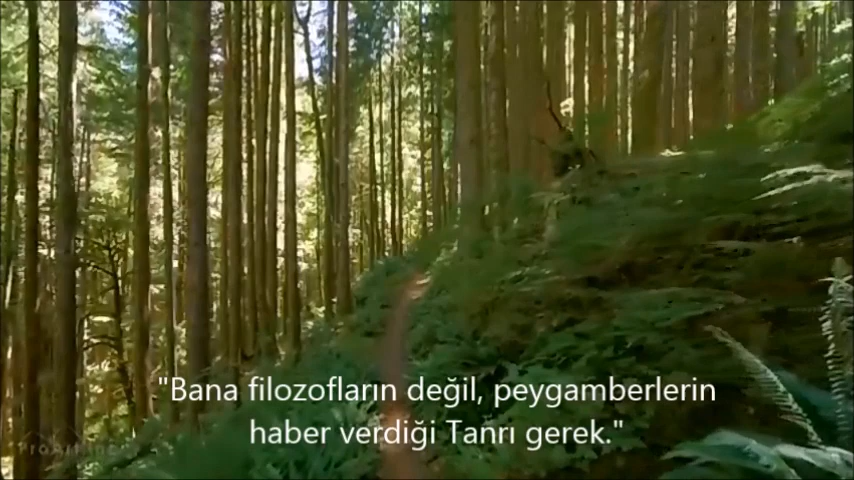 "Bana filozofların değil, peygamberlerin
haber verdiği Tanrı gerek."